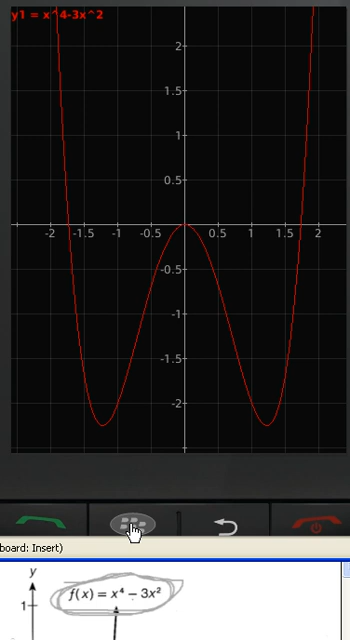 y1 = x^4-3x^2
2
1.5
1
0.5
-2 -1.5 -1 -0.5 0 0.5 1 1.5 2
-0.5
-1
-1.5
-2
board: Insert)
y
f(x) = x⁴ − 3x²
1